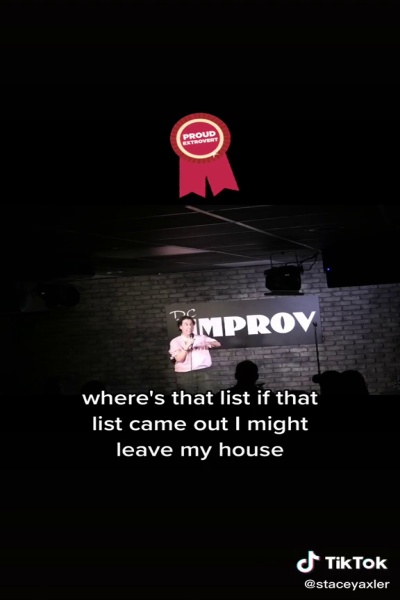 PROUD
EXTROVERT
DC
IMPROV
where's that list if that
list came out I might
leave my house
TikTok
@staceyaxler